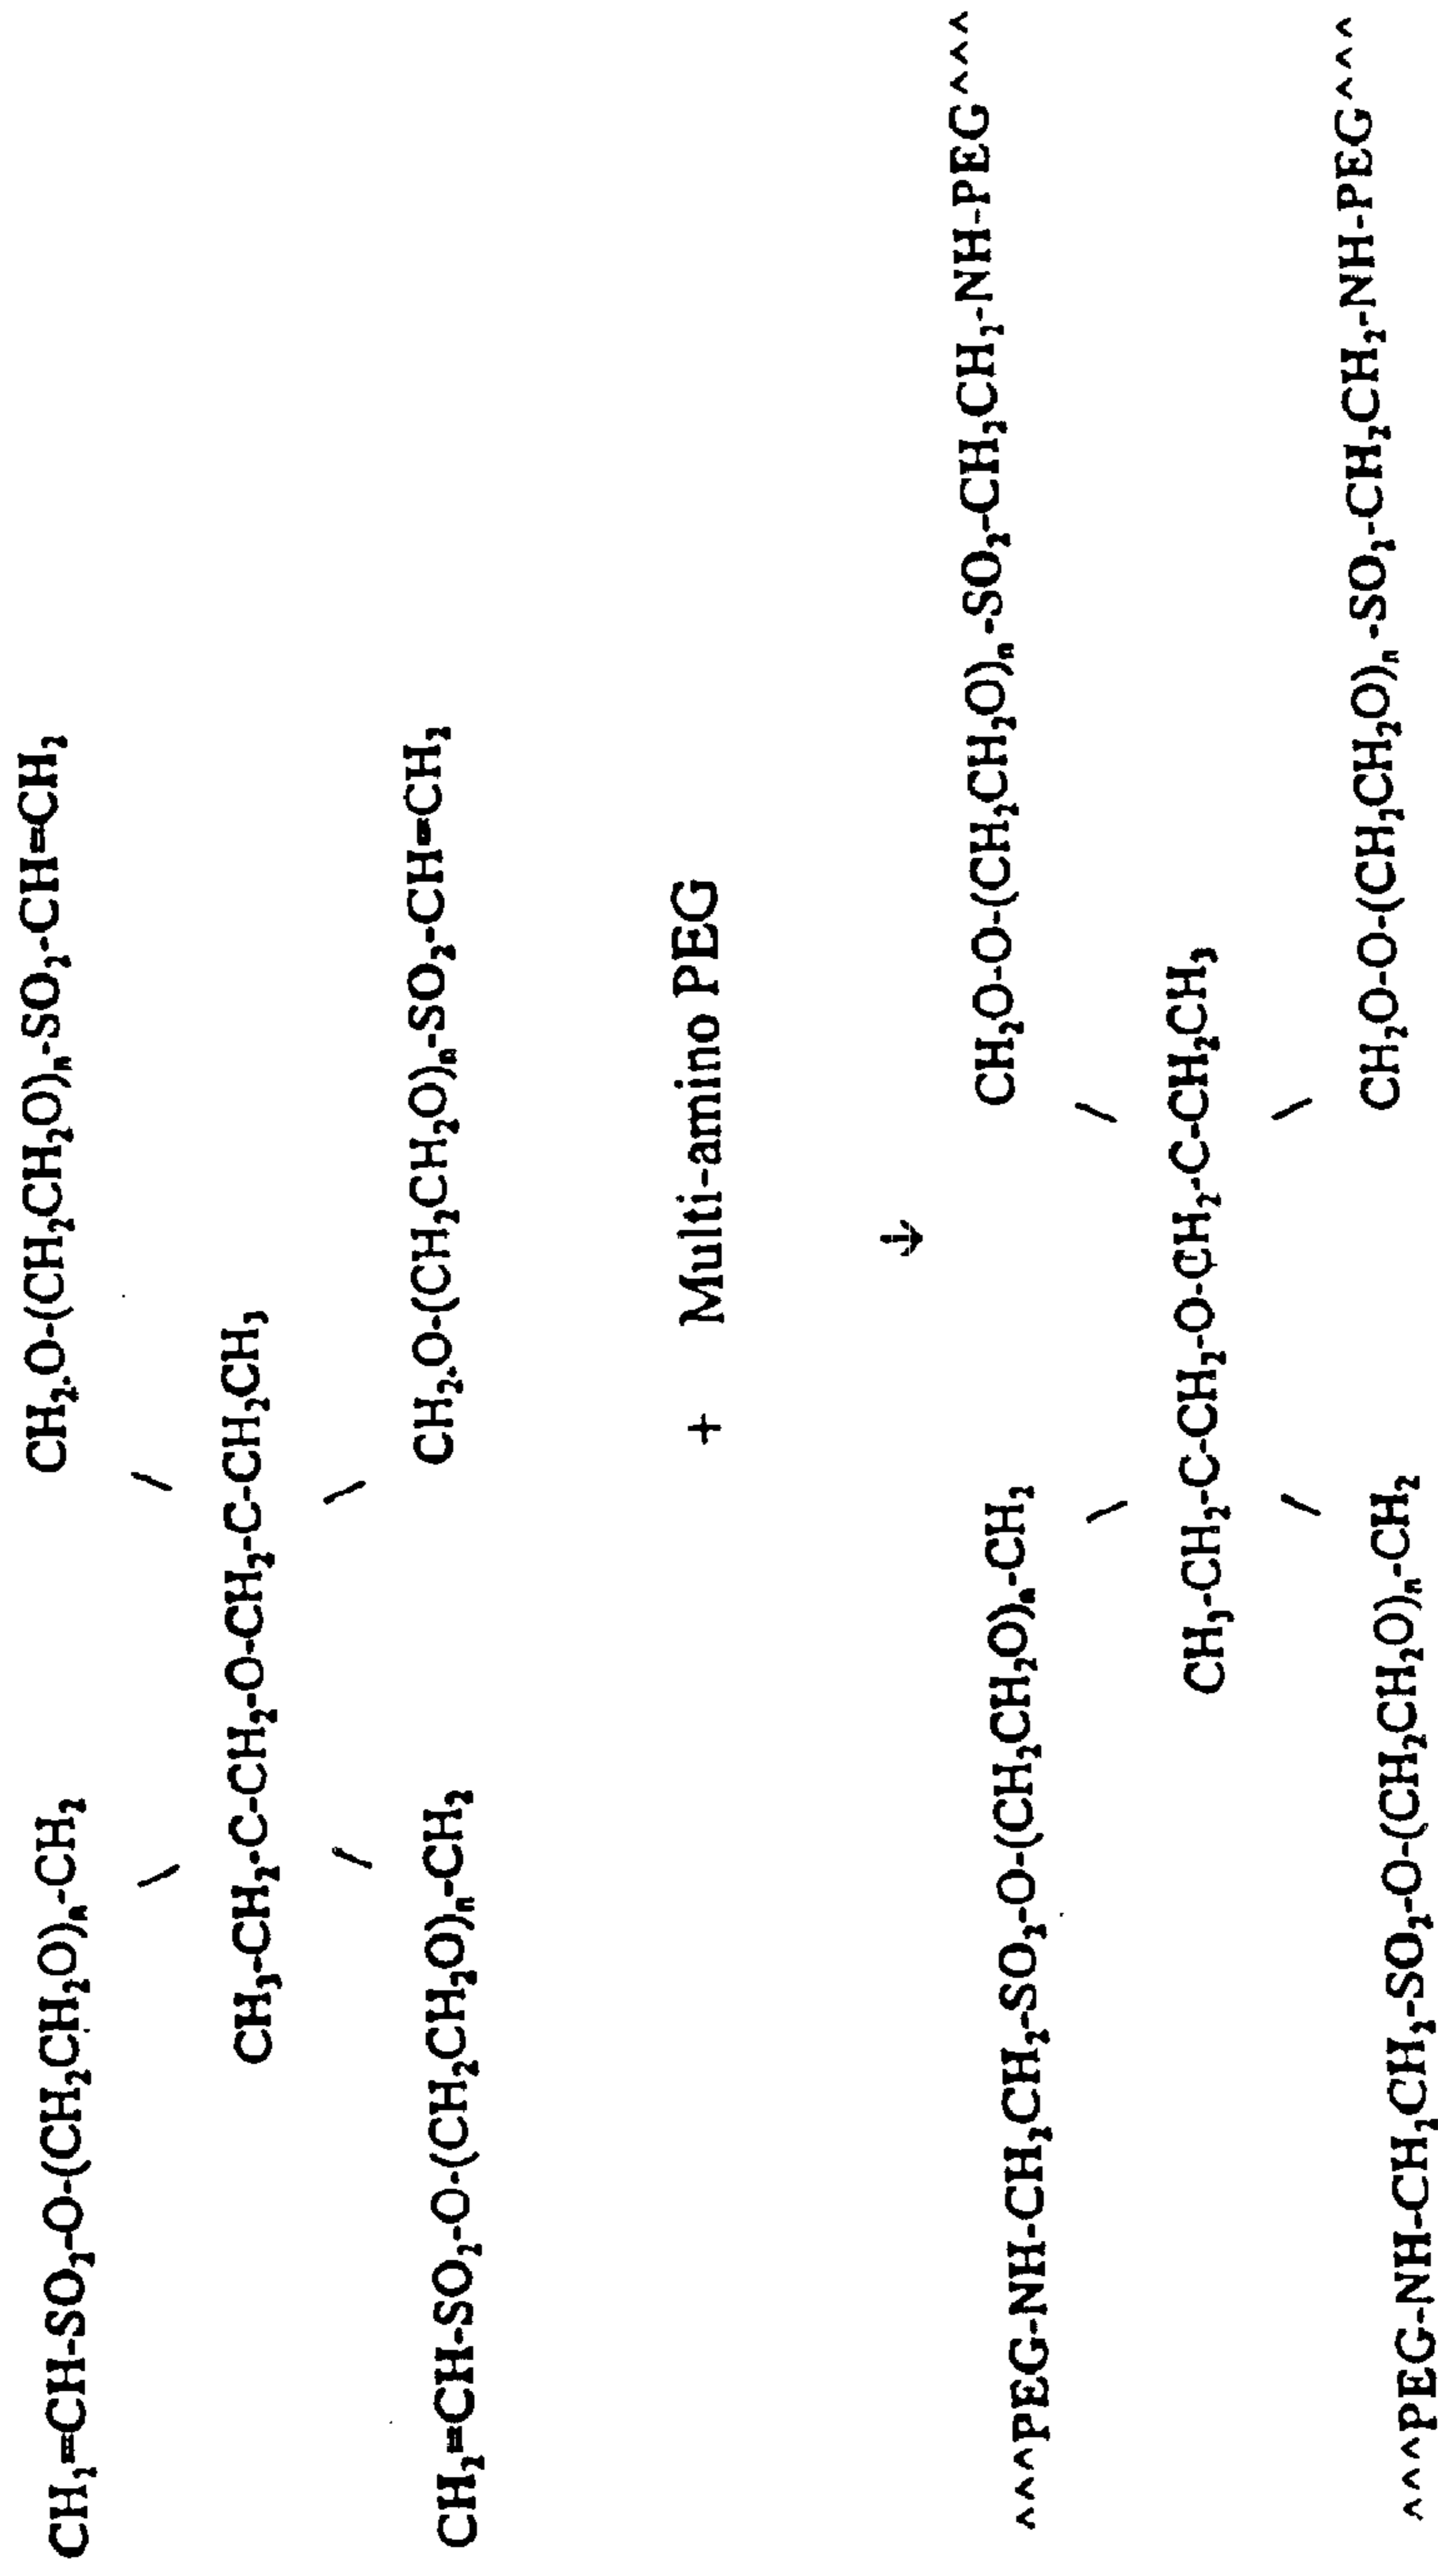 CH₂=CH-SO₂-O-(CH₂CH₂O)ₙ-CH₂ CH₂-O-(CH₂CH₂O)ₙ-SO₂-CH=CH₂
\ /
CH₃-CH₂-C-CH₂-O-CH₂-C-CH₂CH₃
/ \
CH₂=CH-SO₂-O-(CH₂CH₂O)ₙ-CH₂ CH₂-O-(CH₂CH₂O)ₙ-SO₂-CH=CH₂
+ Multi-amino PEG
↓
^^^PEG-NH-CH₂CH₂-SO₂-O-(CH₂CH₂O)ₙ-CH₂ CH₂O-O-(CH₂CH₂O)ₙ-SO₂-CH₂CH₂-NH-PEG^^^
\ /
CH₃-CH₂-C-CH₂-O-CH₂-C-CH₂CH₃
/ \
^^^PEG-NH-CH₂CH₂-SO₂-O-(CH₂CH₂O)ₙ-CH₂ CH₂O-O-(CH₂CH₂O)ₙ-SO₂-CH₂CH₂-NH-PEG^^^